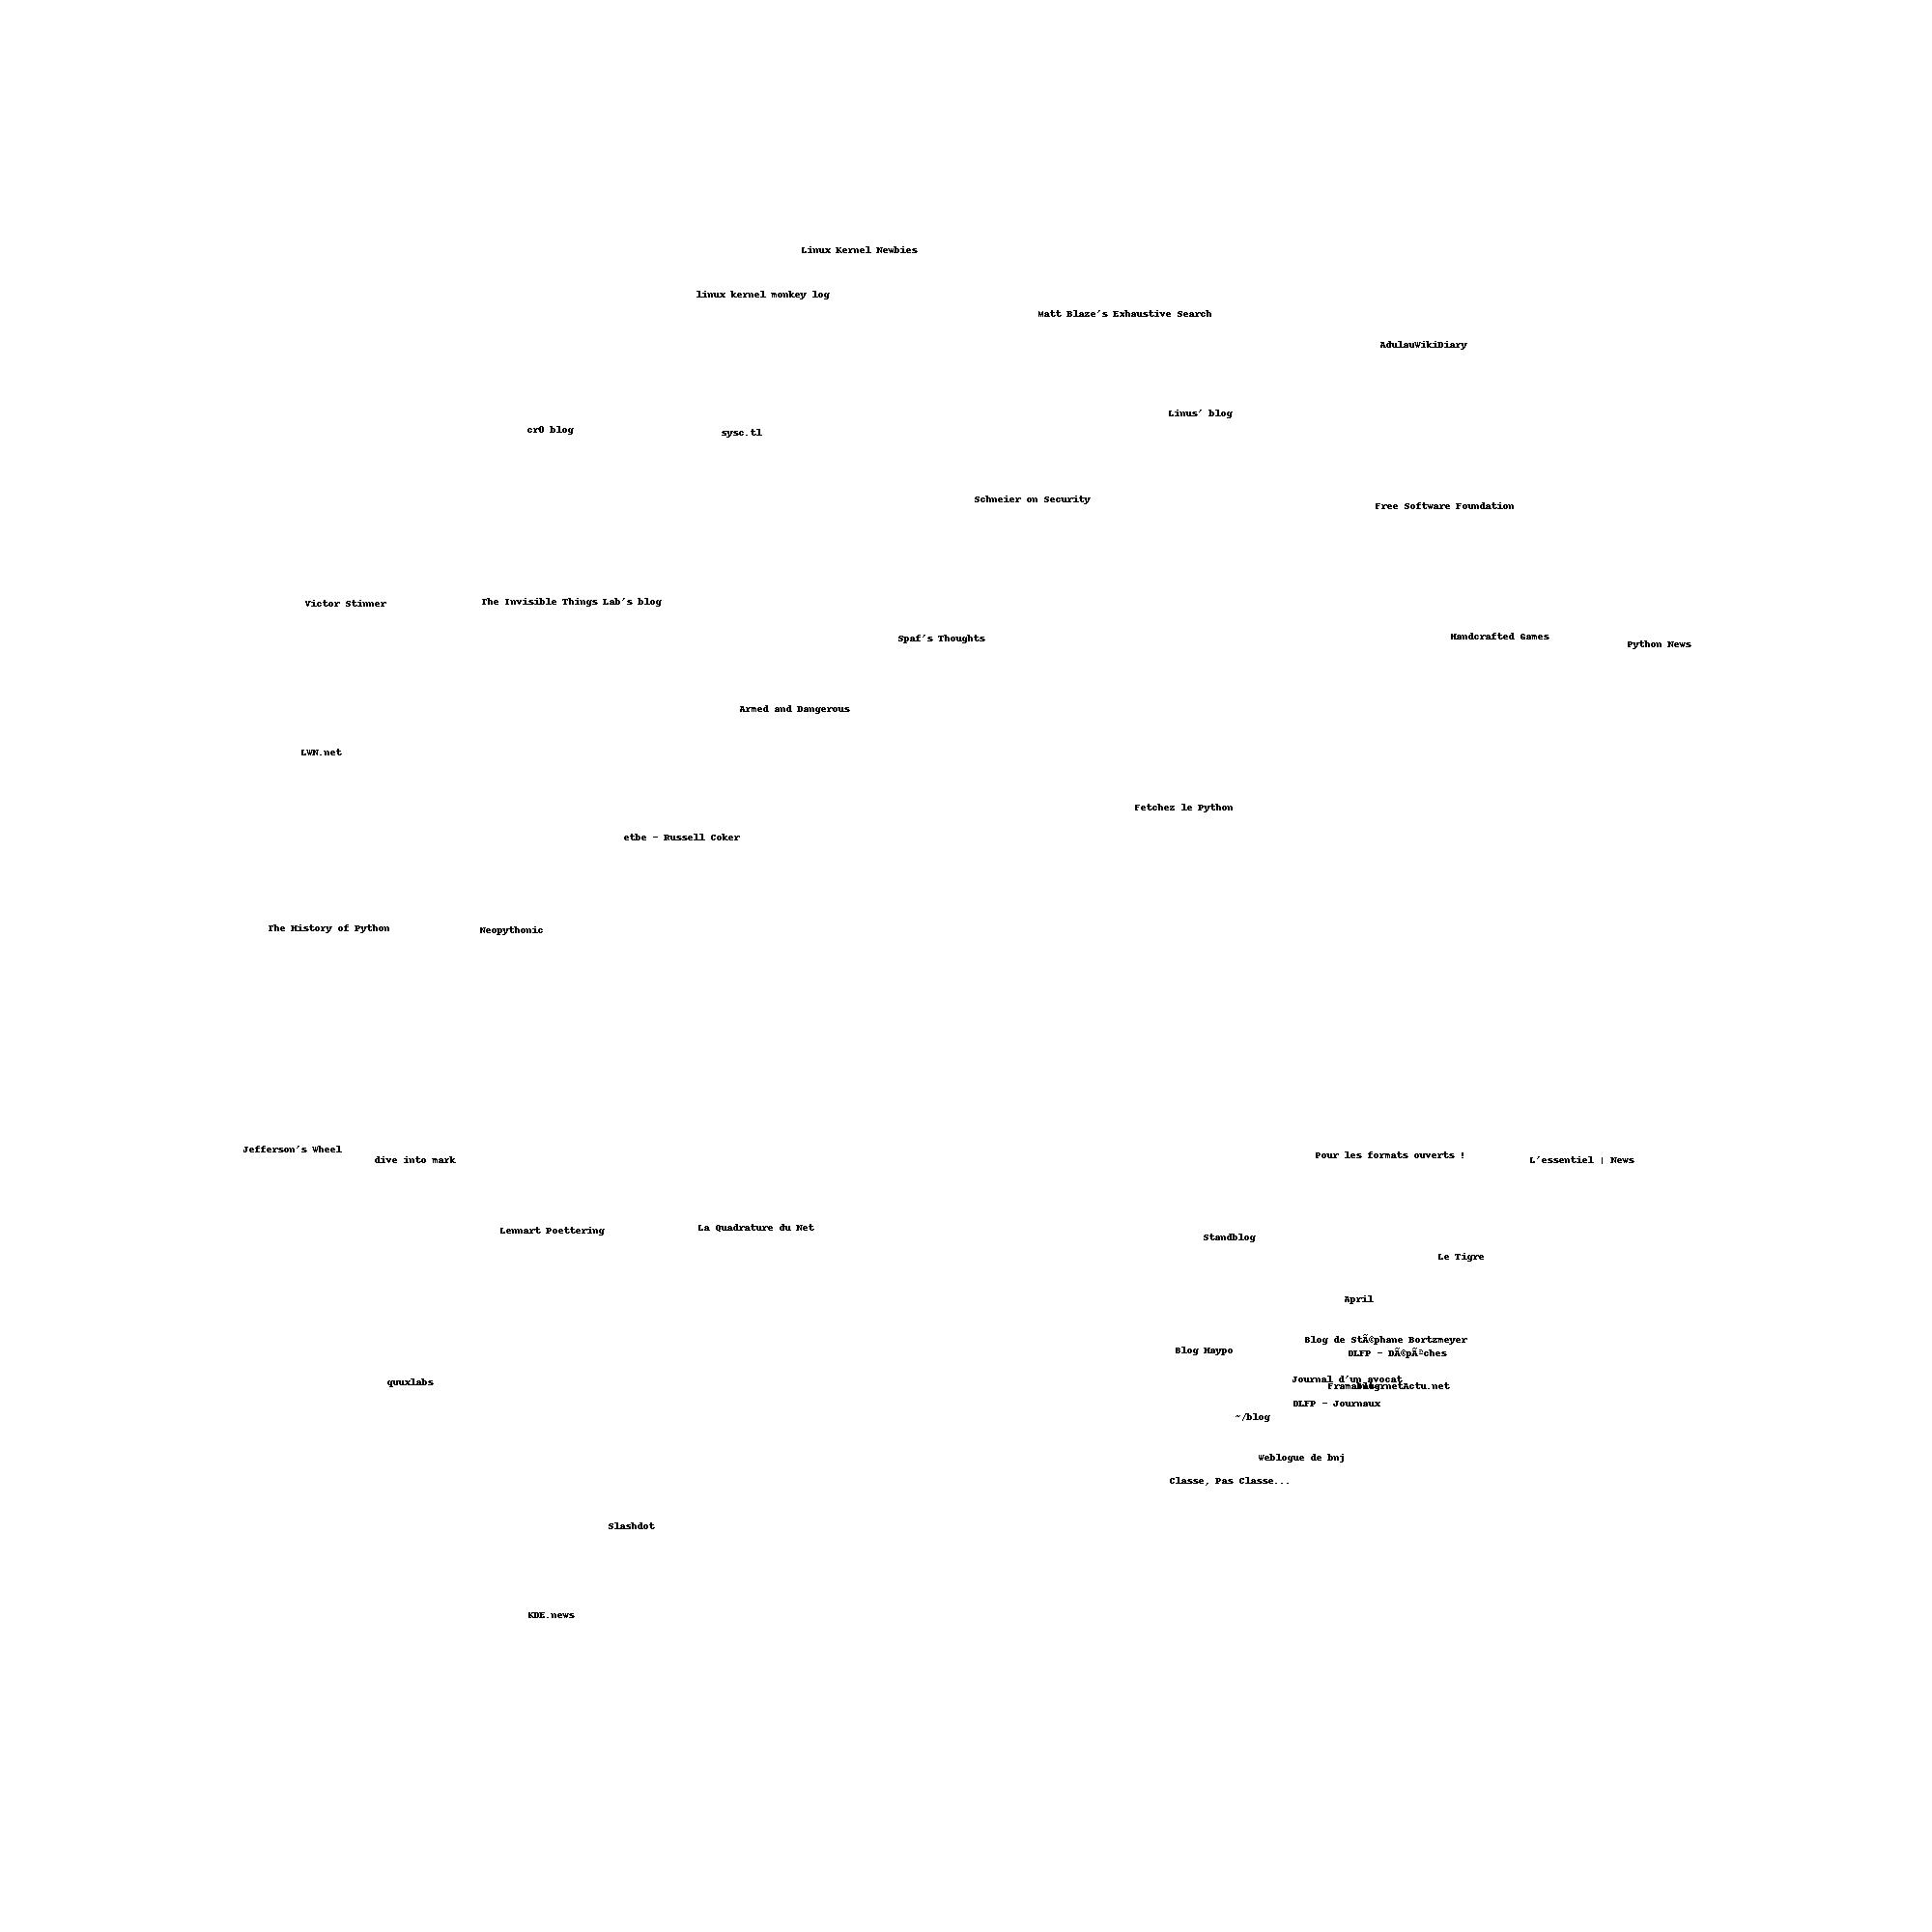 Linux Kernel Newbies
linux kernel monkey log
Matt Blaze's Exhaustive Search
AdulauWikiDiary
Linus' blog
cr0 blog
sysc.tl
Schneier on Security
Free Software Foundation
Victor Stinner
The Invisible Things Lab's blog
Spaf's Thoughts
Handcrafted Games
Python News
Armed and Dangerous
LWN.net
Fetchez le Python
etbe - Russell Coker
The History of Python
Neopythonic
Jefferson's Wheel
dive into mark
Pour les formats ouverts !
L'essentiel | News
Lennart Poettering
La Quadrature du Net
Standblog
Le Tigre
April
Blog de StÃ©phane Bortzmeyer
Blog Haypo
DLFP - DÃ©pÃªches
Journal d'un avocat
quuxlabs
DLFP - Journaux
~/blog
Weblogue de bnj
Classe, Pas Classe...
Slashdot
KDE.news